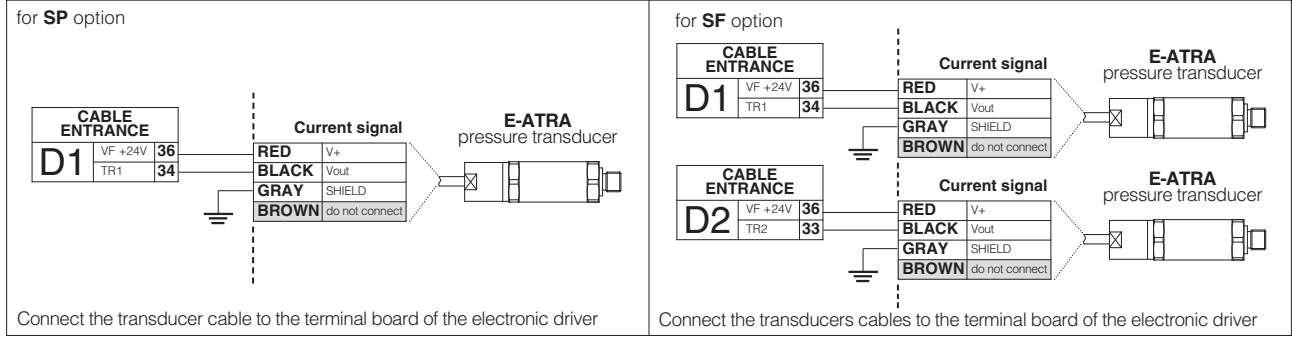 for SP option
CABLE
ENTRANCE
D1
VF +24V 36
TR1 34
Current signal
RED V+
BLACK Vout
GRAY SHIELD
BROWN do not connect
E-ATRA
pressure transducer
Connect the transducer cable to the terminal board of the electronic driver
for SF option
CABLE
ENTRANCE
D1
VF +24V 36
TR1 34
Current signal
RED V+
BLACK Vout
GRAY SHIELD
BROWN do not connect
E-ATRA
pressure transducer
CABLE
ENTRANCE
D2
VF +24V 36
TR2 33
Current signal
RED V+
BLACK Vout
GRAY SHIELD
BROWN do not connect
E-ATRA
pressure transducer
Connect the transducers cables to the terminal board of the electronic driver